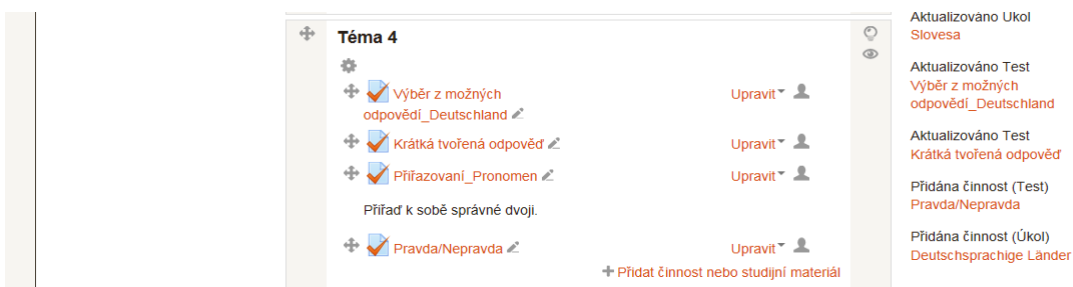 Téma 4
Výběr z možných
odpovědí_Deutschland
Upravit
Krátká tvořená odpověď
Upravit
Přiřazovaní_Pronomen
Upravit
Přířaď k sobě správné dvoji.
Pravda/Nepravda
Upravit
Přidat činnost nebo studijní materiál
Aktualizováno Úkol
Slovesa
Aktualizováno Test
Výběr z možných
odpovědí_Deutschland
Aktualizováno Test
Krátká tvořená odpověď
Přidána činnost (Test)
Pravda/Nepravda
Přidána činnost (Úkol)
Deutschsprachige Länder